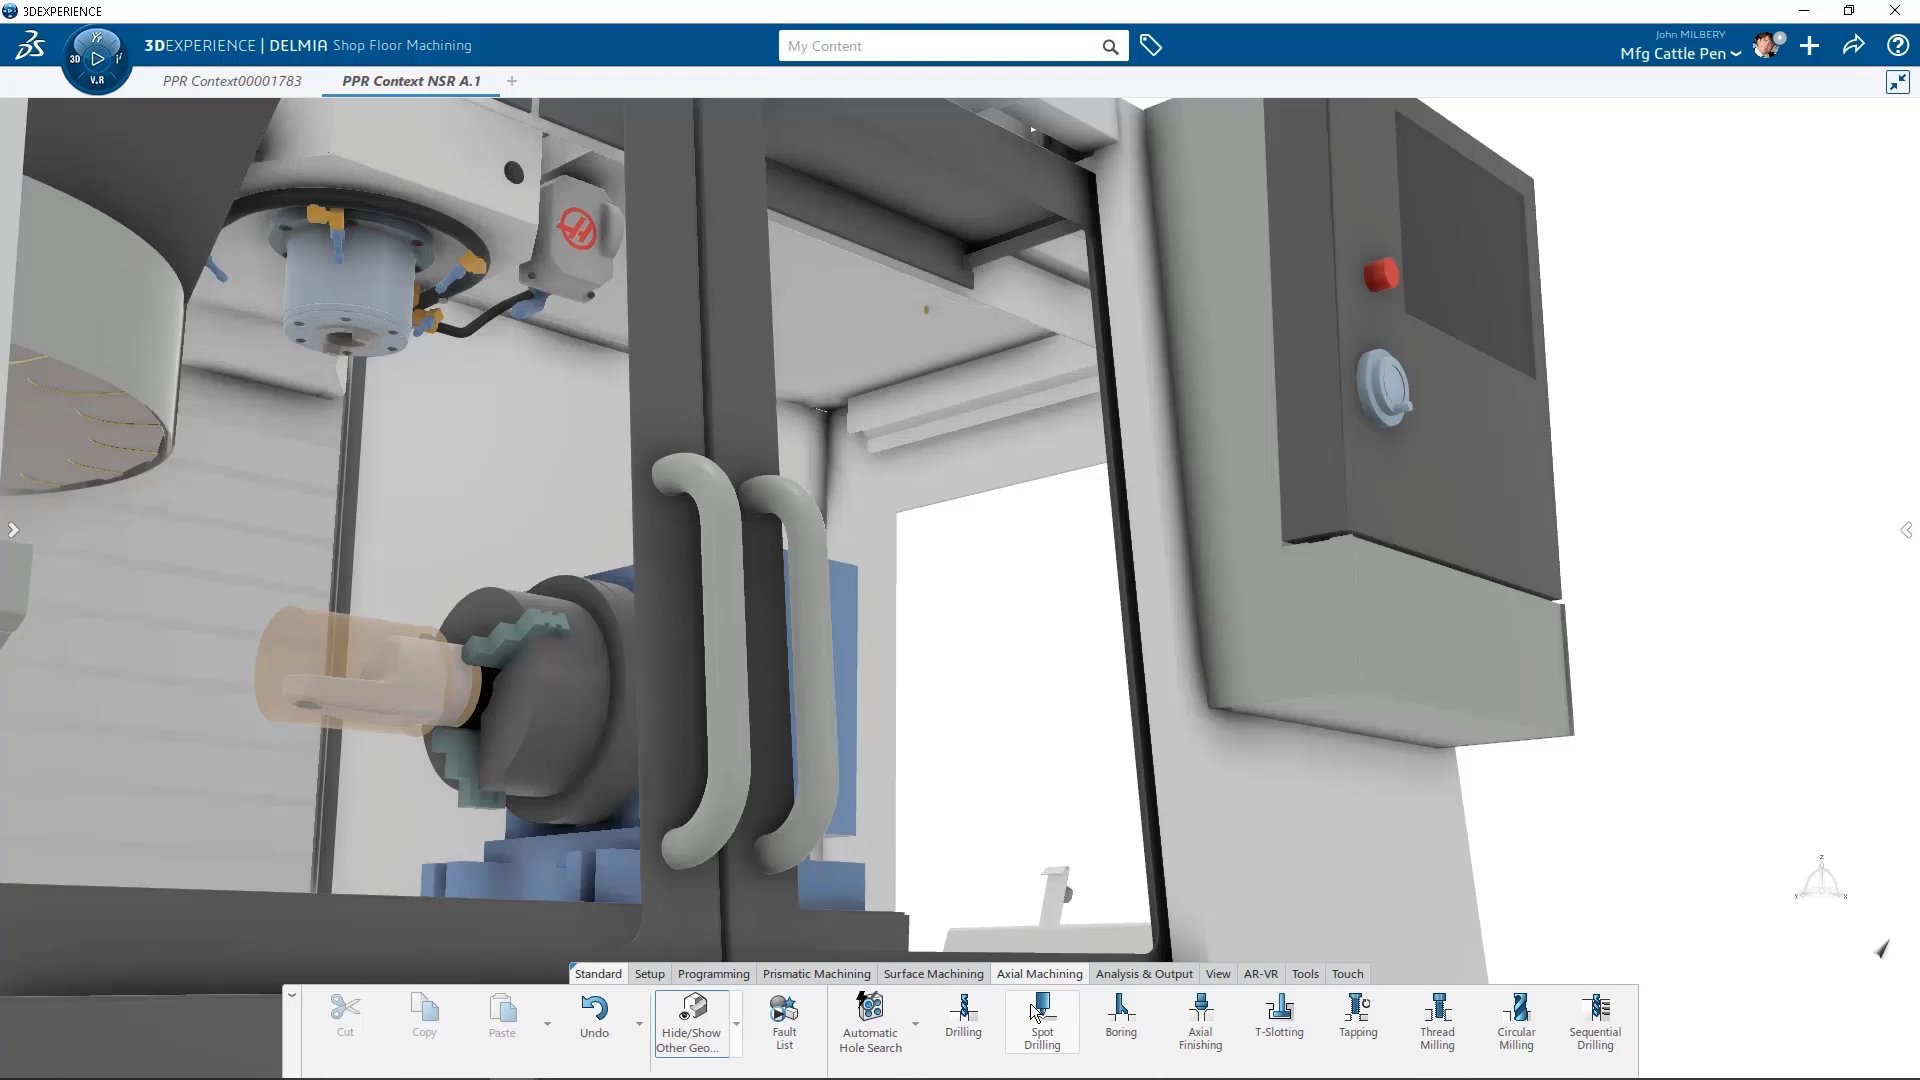 3DEXPERIENCE
3DEXPERIENCE | DELMIA Shop Floor Machining
My Content
John MILBERY
Mfg Cattle Pen
3D
V.R
PPR Context00001783
PPR Context NSR A.1
Standard
Setup
Programming
Prismatic Machining
Surface Machining
Axial Machining
Analysis & Output
View
AR-VR
Tools
Touch
Cut
Copy
Paste
Undo
Hide/Show
Other Geo...
Fault
List
Automatic
Hole Search
Drilling
Spot
Drilling
Boring
Axial
Finishing
T-Slotting
Tapping
Thread
Milling
Circular
Milling
Sequential
Drilling